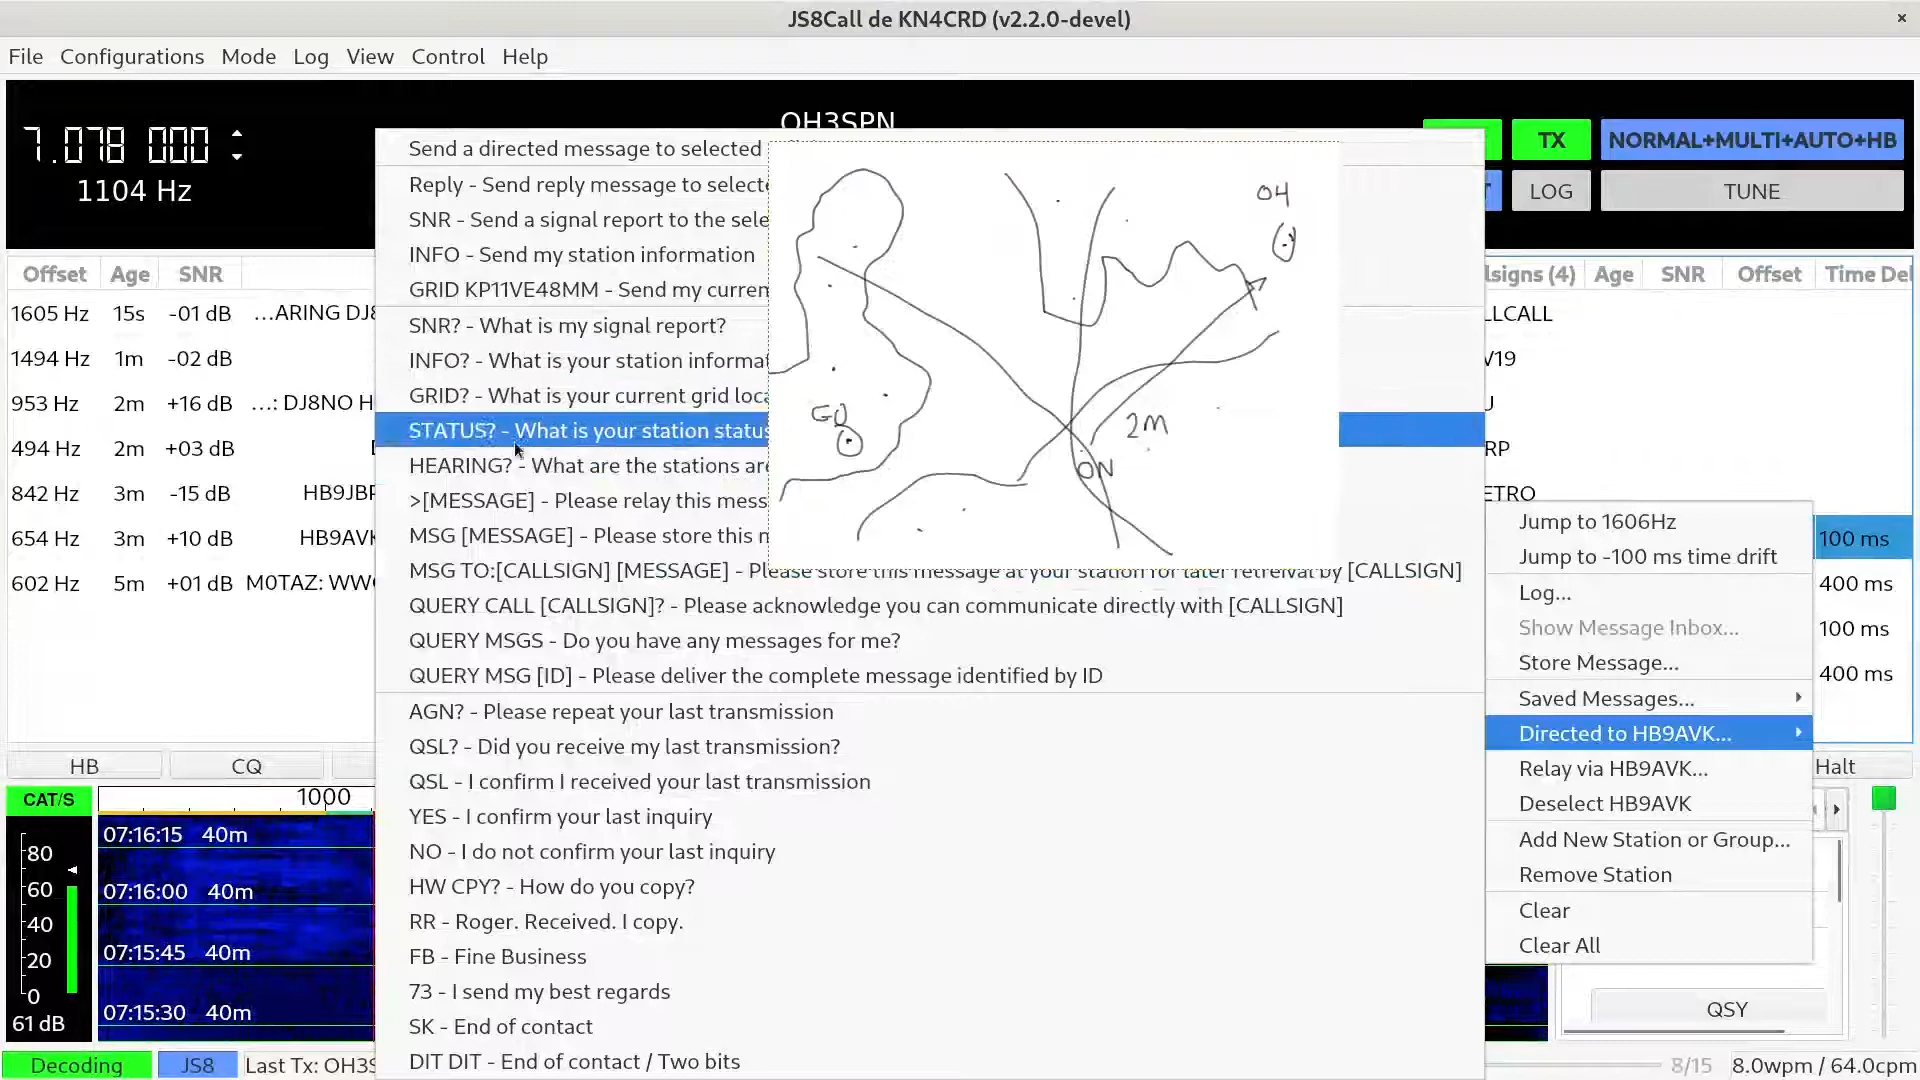 JS8Call de KN4CRD (v2.2.0-devel)
×
File Configurations Mode Log View Control Help
7.078 000
1104 Hz
OH3SPN
TX
NORMAL+MULTI+AUTO+HB
LOG
TUNE
Offset Age SNR
1605 Hz 15s -01 dB …ARING DJ8
1494 Hz 1m -02 dB
953 Hz 2m +16 dB …: DJ8NO H
494 Hz 2m +03 dB
842 Hz 3m -15 dB HB9JBP
654 Hz 3m +10 dB HB9AVK
602 Hz 5m +01 dB M0TAZ: WW
Send a directed message to selected
Reply - Send reply message to selecte
SNR - Send a signal report to the sele
INFO - Send my station information
GRID KP11VE48MM - Send my curren
SNR? - What is my signal report?
INFO? - What is your station informat
GRID? - What is your current grid loca
STATUS? - What is your station status
HEARING? - What are the stations are
>[MESSAGE] - Please relay this mess
MSG [MESSAGE] - Please store this m
MSG TO:[CALLSIGN] [MESSAGE] - Please store this message at your station for later retreival by [CALLSIGN]
QUERY CALL [CALLSIGN]? - Please acknowledge you can communicate directly with [CALLSIGN]
QUERY MSGS - Do you have any messages for me?
QUERY MSG [ID] - Please deliver the complete message identified by ID
AGN? - Please repeat your last transmission
QSL? - Did you receive my last transmission?
QSL - I confirm I received your last transmission
YES - I confirm your last inquiry
NO - I do not confirm your last inquiry
HW CPY? - How do you copy?
RR - Roger. Received. I copy.
FB - Fine Business
73 - I send my best regards
SK - End of contact
DIT DIT - End of contact / Two bits
OH
2M
ON
lsigns (4) Age SNR Offset Time Del
LLCALL
V19
RP
ETRO
100 ms
400 ms
100 ms
400 ms
Jump to 1606Hz
Jump to -100 ms time drift
Log...
Show Message Inbox...
Store Message...
Saved Messages...
Directed to HB9AVK...
Relay via HB9AVK...
Deselect HB9AVK
Add New Station or Group...
Remove Station
Clear
Clear All
HB
CQ
Halt
CAT/S
1000
80
60
40
20
0
61 dB
07:16:15 40m
07:16:00 40m
07:15:45 40m
07:15:30 40m
QSY
Decoding
JS8
Last Tx: OH3S
8/15
8.0wpm / 64.0cpm